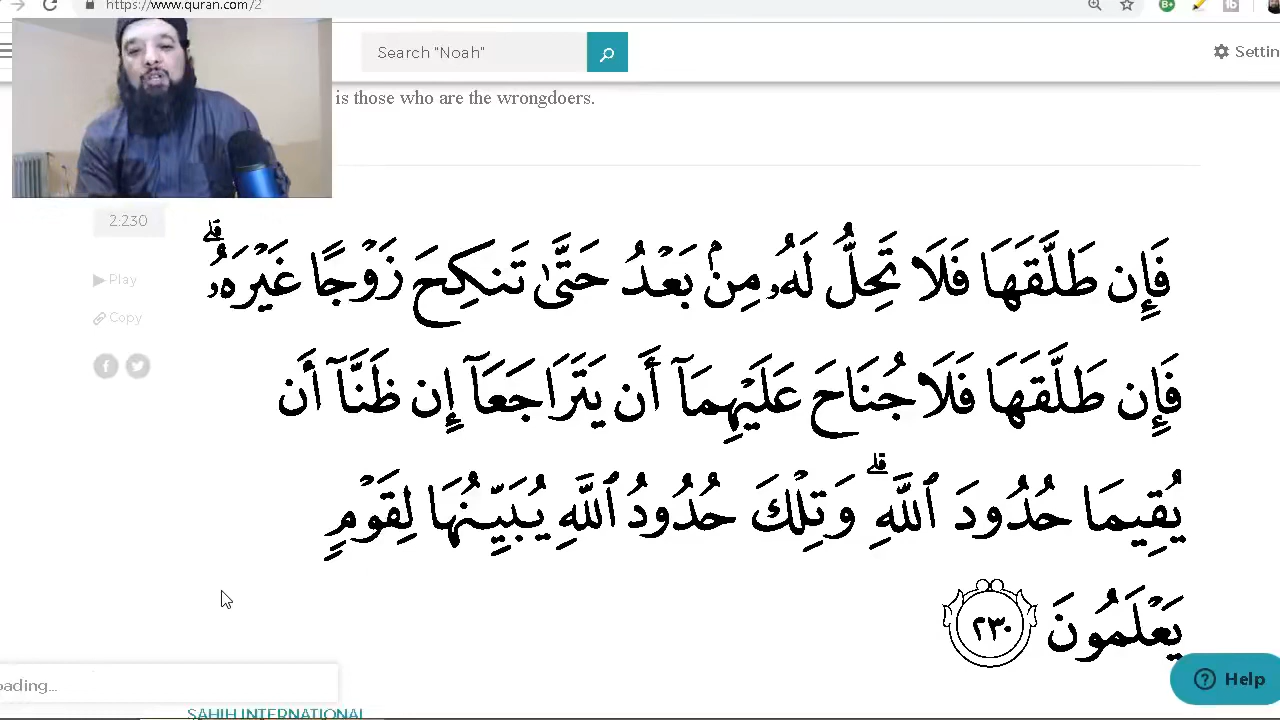 https://www.quran.com/2
Search "Noah"
Settin
is those who are the wrongdoers.
2:230
Play
Copy
فَإِن طَلَّقَهَا فَلَا تَحِلُّ لَهُۥ مِنۢ بَعْدُ حَتَّىٰ تَنكِحَ زَوْجًا غَيْرَهُۥ ۗ
فَإِن طَلَّقَهَا فَلَا جُنَاحَ عَلَيْهِمَآ أَن يَتَرَاجَعَآ إِن ظَنَّآ أَن
يُقِيمَا حُدُودَ ٱللَّهِ ۗ وَتِلْكَ حُدُودُ ٱللَّهِ يُبَيِّنُهَا لِقَوْمٍ
يَعْلَمُونَ ٢٣٠
oading...
Help
SAHIH INTERNATIONAL